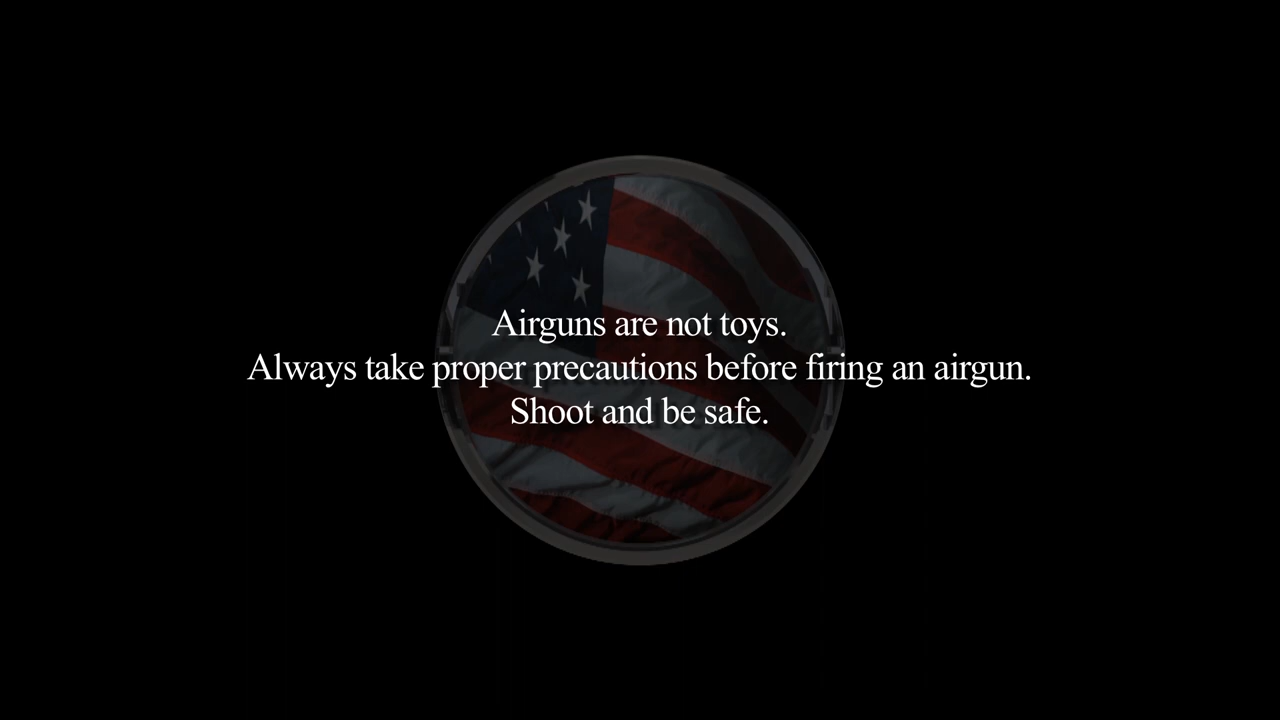 Airguns are not toys.
Always take proper precautions before firing an airgun.
Shoot and be safe.